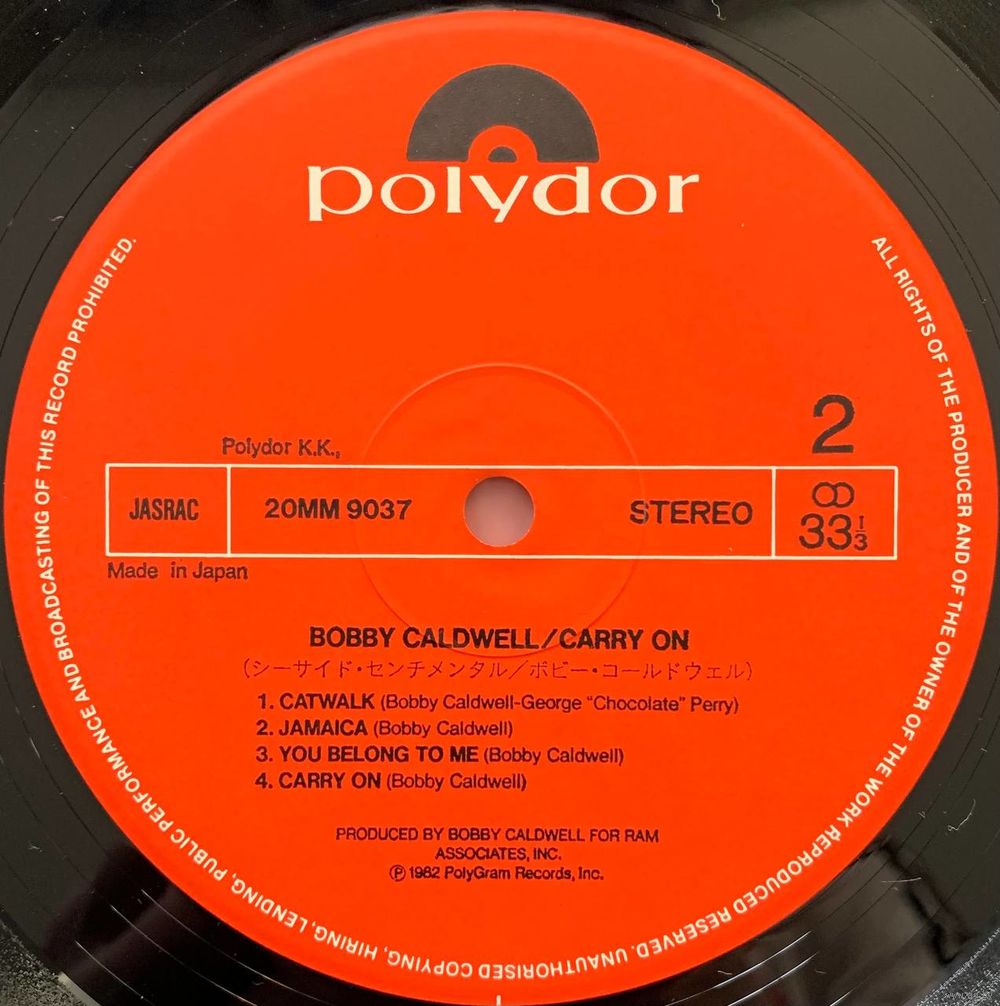 polydor
ALL RIGHTS OF THE PRODUCER AND OF THE OWNER OF THE WORK REPRODUCED RESERVED. UNAUTHORISED COPYING, HIRING, LENDING, PUBLIC PERFORMANCE AND BROADCASTING OF THIS RECORD PROHIBITED.
2
Polydor K.K.,
JASRAC 20MM 9037 STEREO 33 1/3
Made in Japan
BOBBY CALDWELL/CARRY ON
(シーサイド・センチメンタル/ボビー・コールドウェル)
1. CATWALK (Bobby Caldwell-George “Chocolate” Perry)
2. JAMAICA (Bobby Caldwell)
3. YOU BELONG TO ME (Bobby Caldwell)
4. CARRY ON (Bobby Caldwell)
PRODUCED BY BOBBY CALDWELL FOR RAM
ASSOCIATES, INC.
℗ 1982 PolyGram Records, Inc.